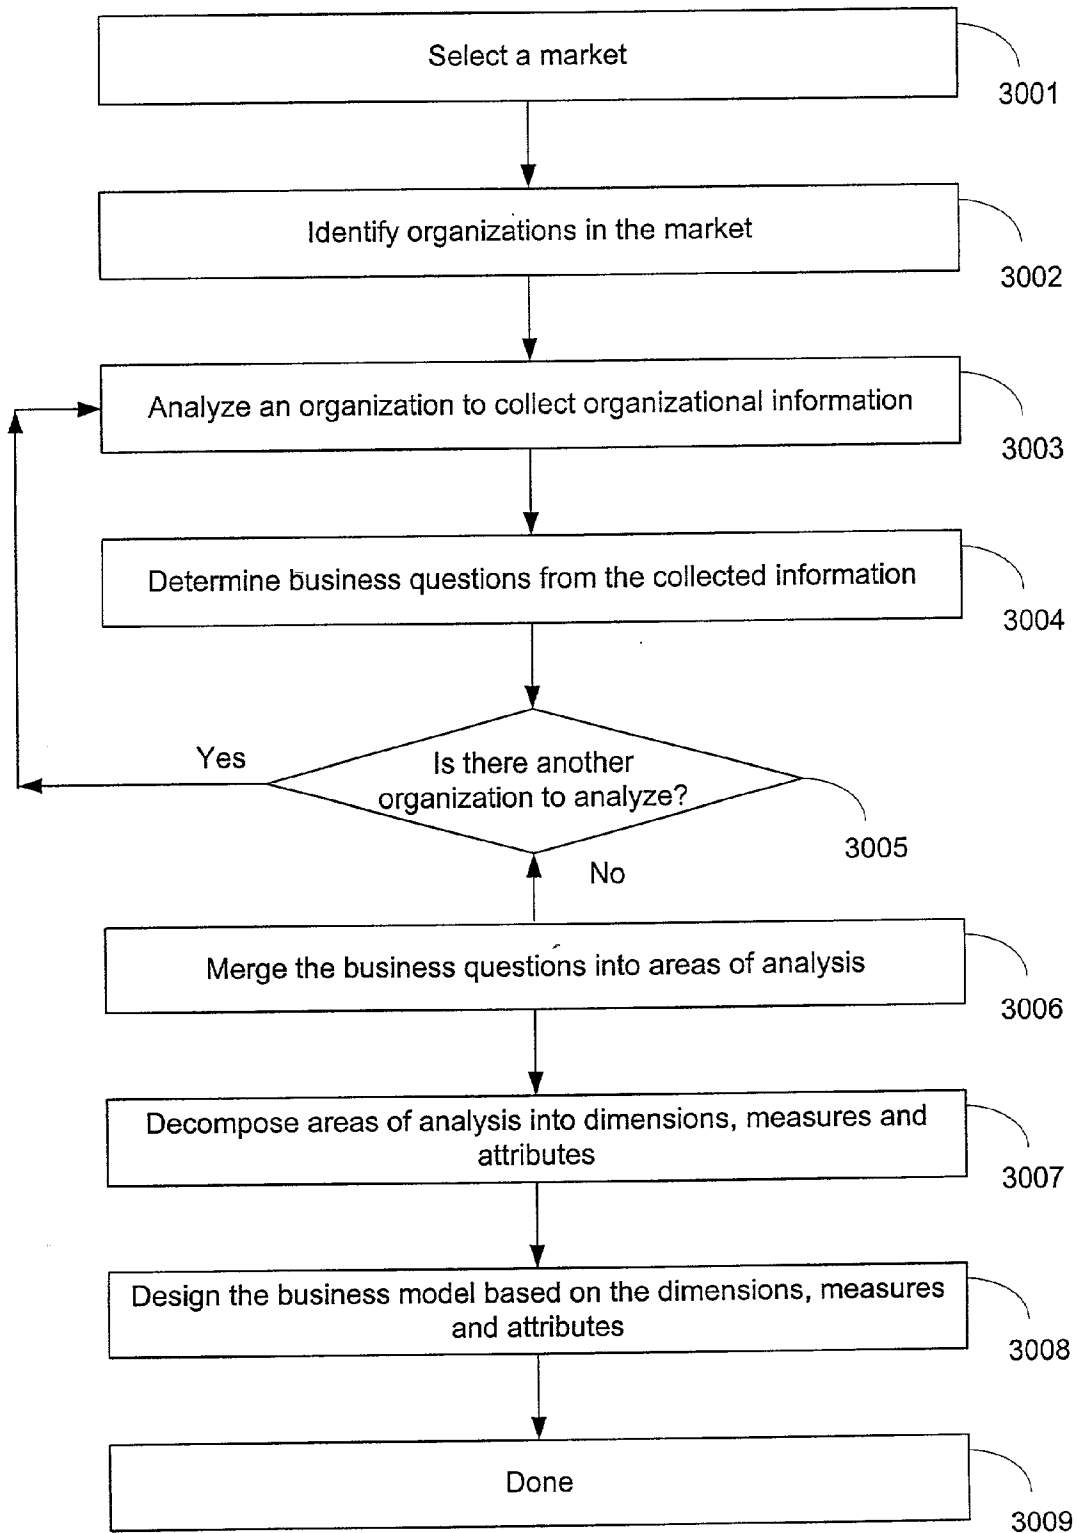 Select a market
3001
Identify organizations in the market
3002
Analyze an organization to collect organizational information
3003
Determine business questions from the collected information
3004
Yes
Is there another
organization to analyze?
3005
No
Merge the business questions into areas of analysis
3006
Decompose areas of analysis into dimensions, measures and
attributes
3007
Design the business model based on the dimensions, measures
and attributes
3008
Done
3009